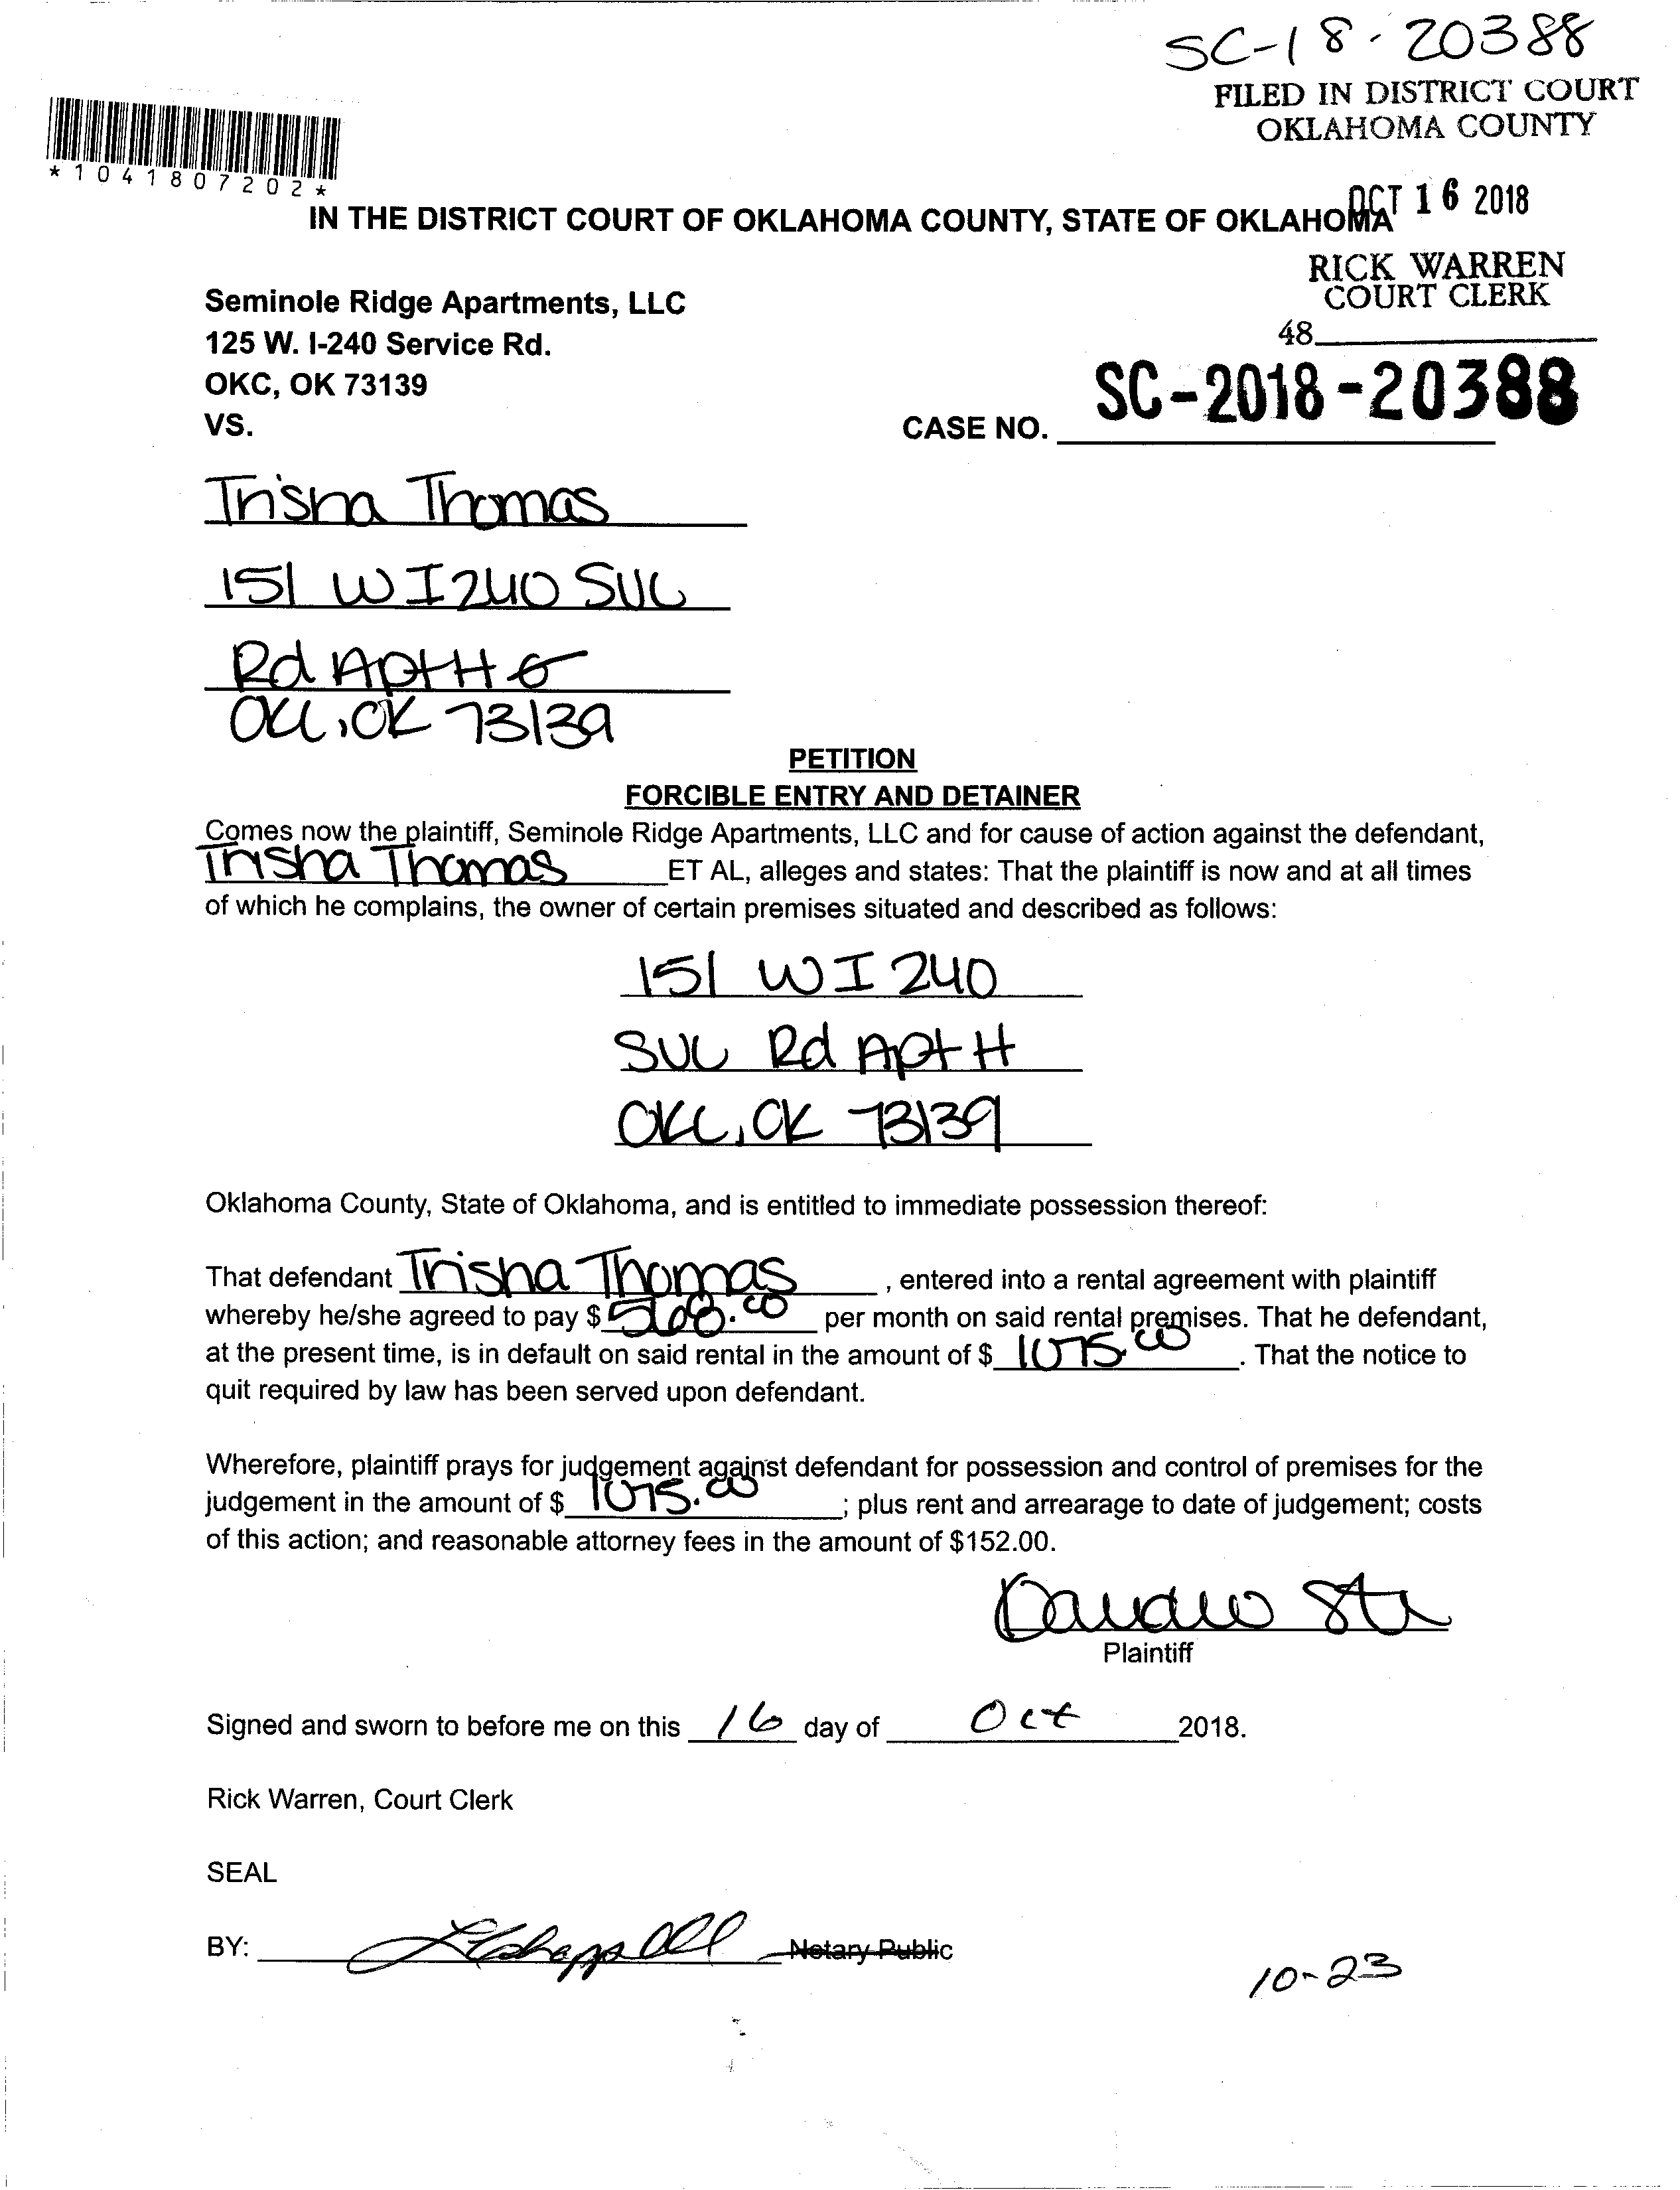 SC-18-20388
FILED IN DISTRICT COURT
OKLAHOMA COUNTY
*1041807202*
OCT 16 2018
IN THE DISTRICT COURT OF OKLAHOMA COUNTY, STATE OF OKLAHOMA
RICK WARREN
COURT CLERK
48
Seminole Ridge Apartments, LLC
125 W. I-240 Service Rd.
OKC, OK 73139
VS.
CASE NO. SC-2018-20388
Trisha Thomas
151 W I 240 SVC
Rd Apt H
OKC, OK 73139
PETITION
FORCIBLE ENTRY AND DETAINER
Comes now the plaintiff, Seminole Ridge Apartments, LLC and for cause of action against the defendant,
Trisha Thomas ET AL, alleges and states: That the plaintiff is now and at all times
of which he complains, the owner of certain premises situated and described as follows:
151 W I 240
SVC Rd Apt H
OKC, OK 73139
Oklahoma County, State of Oklahoma, and is entitled to immediate possession thereof:
That defendant Trisha Thomas, entered into a rental agreement with plaintiff
whereby he/she agreed to pay $ 568.00 per month on said rental premises. That he defendant,
at the present time, is in default on said rental in the amount of $ 1075.00. That the notice to
quit required by law has been served upon defendant.
Wherefore, plaintiff prays for judgement against defendant for possession and control of premises for the
judgement in the amount of $ 1075.00; plus rent and arrearage to date of judgement; costs
of this action; and reasonable attorney fees in the amount of $152.00.
Plaintiff
Signed and sworn to before me on this 16 day of Oct 2018.
Rick Warren, Court Clerk
SEAL
BY: Notary Public
10-23